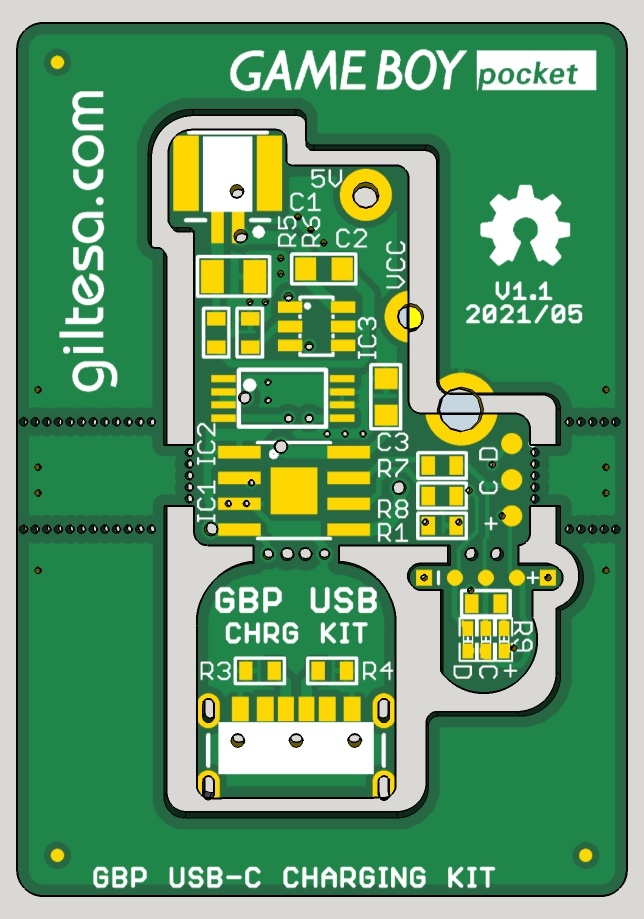 GAME BOY pocket
giltesa.com
5V
C1
R5
R6
C2
VCC
V1.1
2021/05
IC3
IC2
C3
R7
D
C
IC1
R8
R1
+
- +
GBP USB
CHRG KIT
R9
R3
R4
D C +
GBP USB-C CHARGING KIT